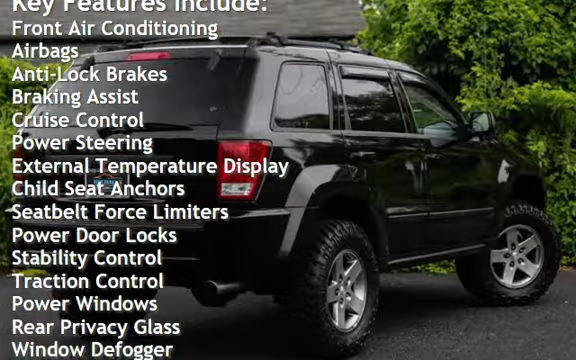 Key Features Include:
Front Air Conditioning
Airbags
Anti-Lock Brakes
Braking Assist
Cruise Control
Power Steering
External Temperature Display
Child Seat Anchors
Seatbelt Force Limiters
Power Door Locks
Stability Control
Traction Control
Power Windows
Rear Privacy Glass
Window Defogger